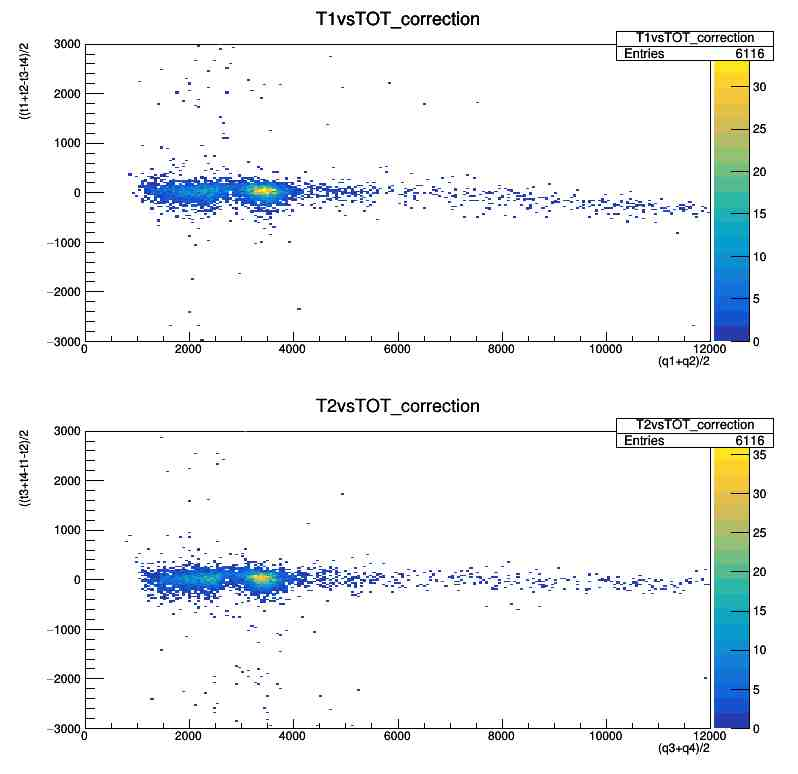 T1vsTOT_correction
((t1+t2-t3-t4)/2
T1vsTOT_correction
Entries 6116
3000
2000
1000
0
−1000
−2000
−3000
0 2000 4000 6000 8000 10000 12000
(q1+q2)/2
30
25
20
15
10
5
0
T2vsTOT_correction
((t3+t4-t1-t2)/2
T2vsTOT_correction
Entries 6116
3000
2000
1000
0
−1000
−2000
−3000
0 2000 4000 6000 8000 10000 12000
(q3+q4)/2
35
30
25
20
15
10
5
0